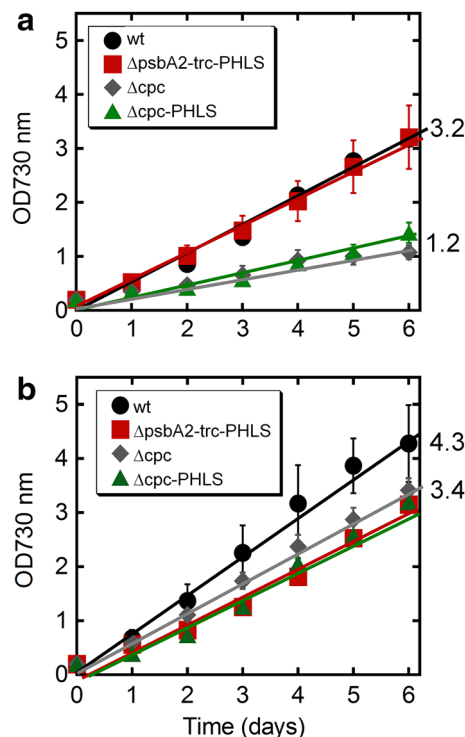 a
5
4
3
2
1
0
OD730 nm
wt
ΔpsbA2-trc-PHLS
Δcpc
Δcpc-PHLS
3.2
1.2
0 1 2 3 4 5 6
b
5
4
3
2
1
0
OD730 nm
wt
ΔpsbA2-trc-PHLS
Δcpc
Δcpc-PHLS
4.3
3.4
0 1 2 3 4 5 6
Time (days)